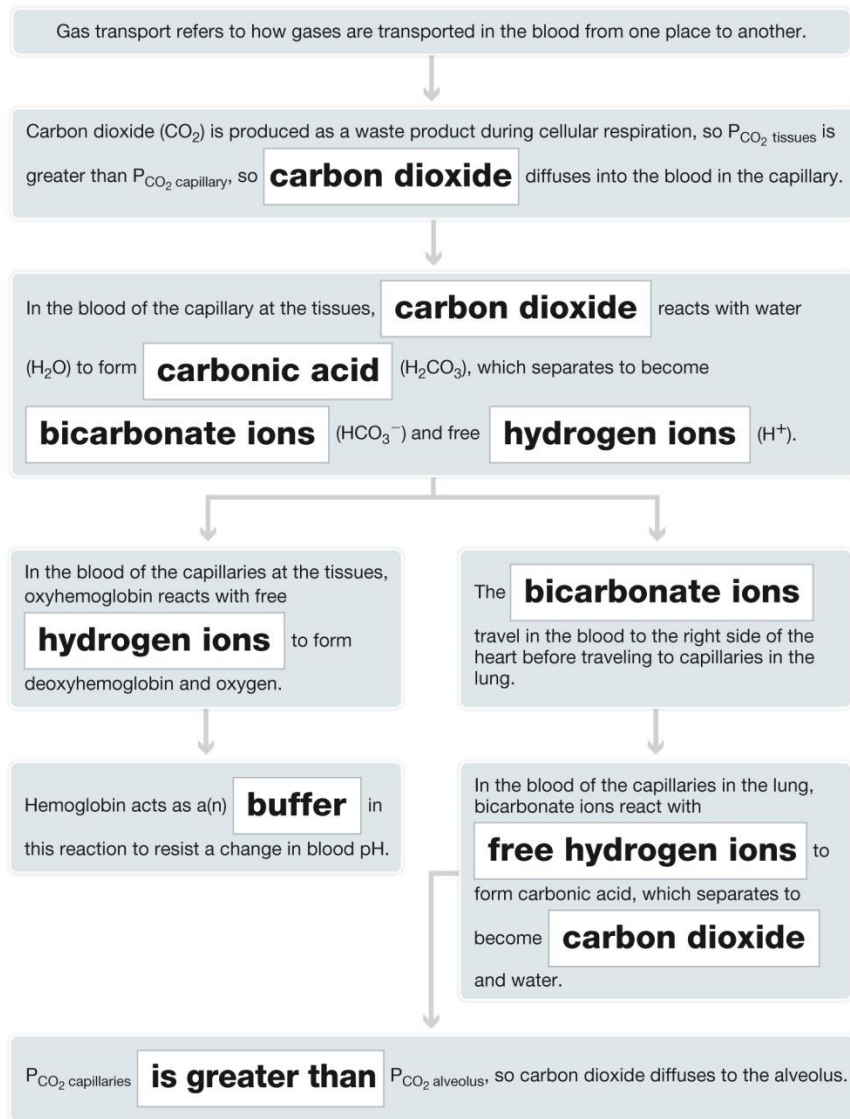 Gas transport refers to how gases are transported in the blood from one place to another.
Carbon dioxide (CO₂) is produced as a waste product during cellular respiration, so P_CO₂ tissues is
greater than P_CO₂ capillary, so carbon dioxide diffuses into the blood in the capillary.
In the blood of the capillary at the tissues, carbon dioxide reacts with water
(H₂O) to form carbonic acid (H₂CO₃), which separates to become
bicarbonate ions (HCO₃⁻) and free hydrogen ions (H⁺).
In the blood of the capillaries at the tissues,
oxyhemoglobin reacts with free
hydrogen ions to form
deoxyhemoglobin and oxygen.
Hemoglobin acts as a(n) buffer in
this reaction to resist a change in blood pH.
The bicarbonate ions
travel in the blood to the right side of the
heart before traveling to capillaries in the
lung.
In the blood of the capillaries in the lung,
bicarbonate ions react with
free hydrogen ions to
form carbonic acid, which separates to
become carbon dioxide
and water.
P_CO₂ capillaries is greater than P_CO₂ alveolus, so carbon dioxide diffuses to the alveolus.